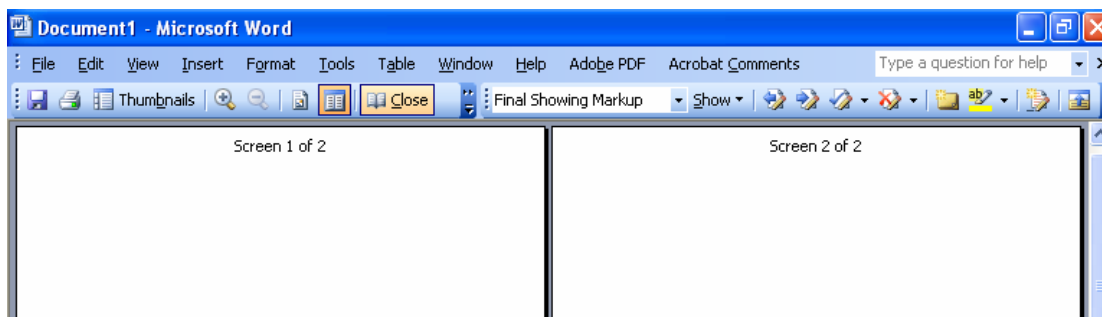 Document1 - Microsoft Word
File Edit View Insert Format Tools Table Window Help Adobe PDF Acrobat Comments Type a question for help
Thumbnails Close Final Showing Markup Show ab
Screen 1 of 2 Screen 2 of 2